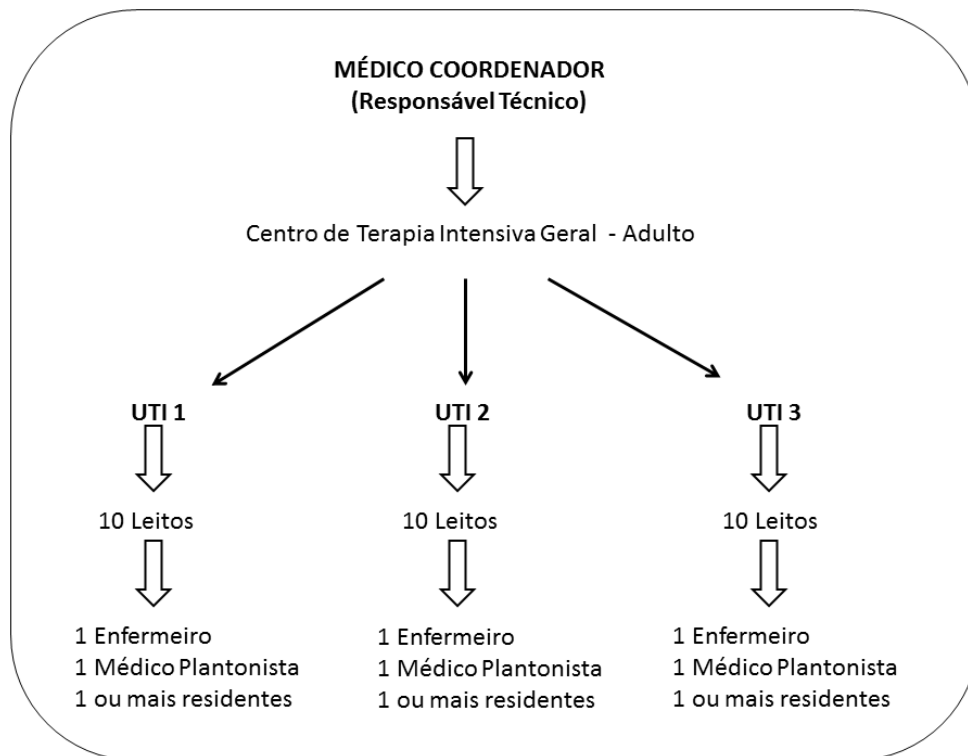 MÉDICO COORDENADOR
(Responsável Técnico)
Centro de Terapia Intensiva Geral - Adulto
UTI 1
UTI 2
UTI 3
10 Leitos
10 Leitos
10 Leitos
1 Enfermeiro
1 Médico Plantonista
1 ou mais residentes
1 Enfermeiro
1 Médico Plantonista
1 ou mais residentes
1 Enfermeiro
1 Médico Plantonista
1 ou mais residentes